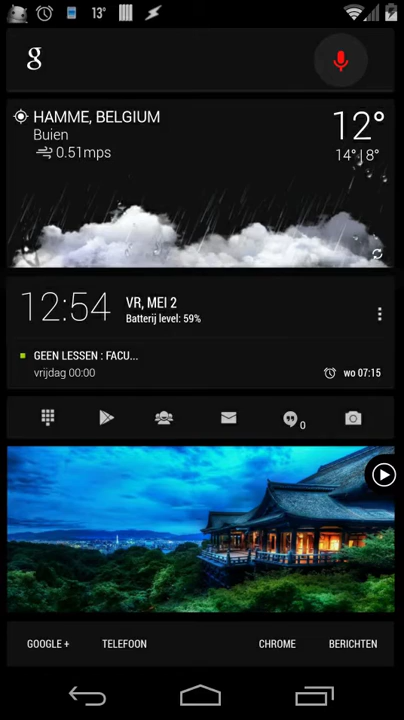 13°
g
HAMME, BELGIUM
Buien
0.51mps
12°
14° | 8°
12:54
VR, MEI 2
Batterij level: 59%
GEEN LESSEN : FACU...
vrijdag 00:00
wo 07:15
0
GOOGLE +
TELEFOON
CHROME
BERICHTEN